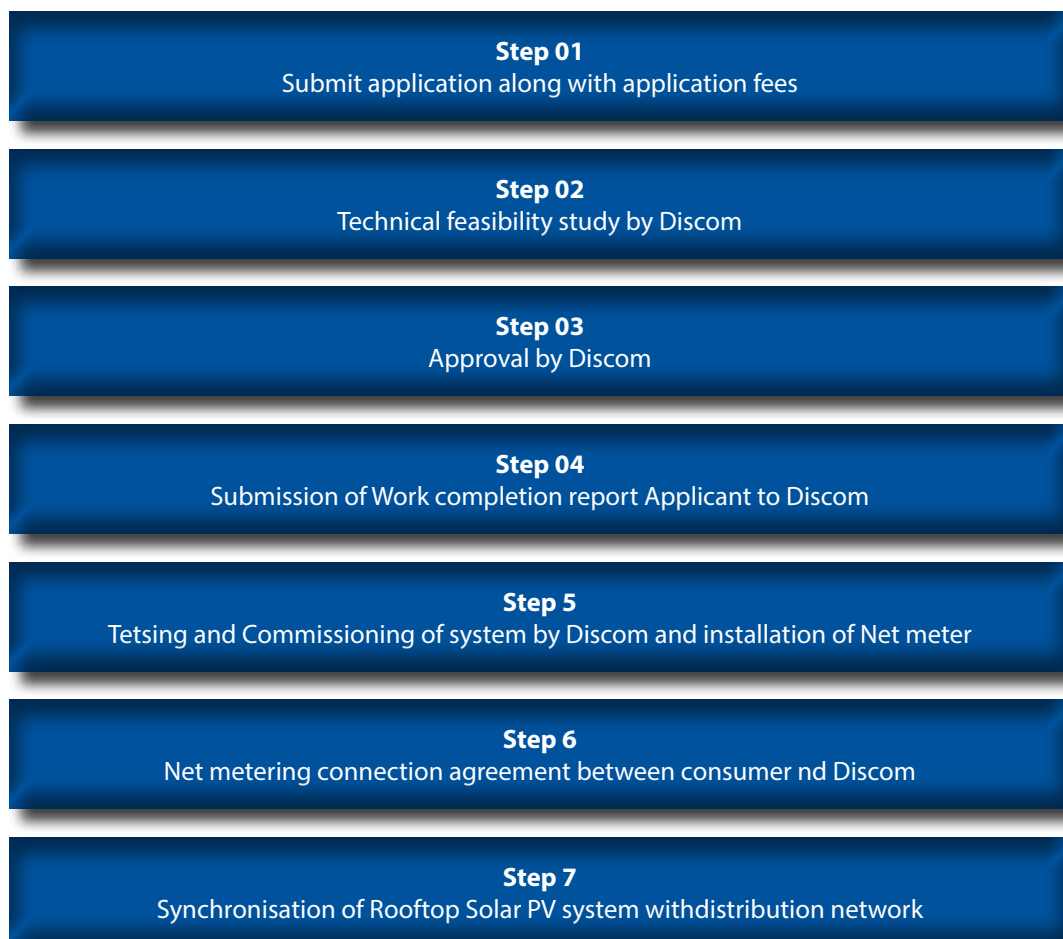 Step 01
Submit application along with application fees
Step 02
Technical feasibility study by Discom
Step 03
Approval by Discom
Step 04
Submission of Work completion report Applicant to Discom
Step 5
Tetsing and Commissioning of system by Discom and installation of Net meter
Step 6
Net metering connection agreement between consumer nd Discom
Step 7
Synchronisation of Rooftop Solar PV system withdistribution network